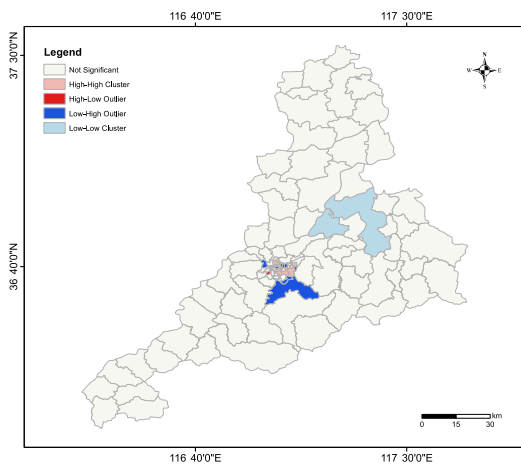 116 40'0"E
117 30'0"E
37 30'0"N
36 40'0"N
Legend
Not Significant
High-High Cluster
High-Low Outlier
Low-High Outlier
Low-Low Cluster
N
W
E
S
km
0 15 30
116 40'0"E
117 30'0"E